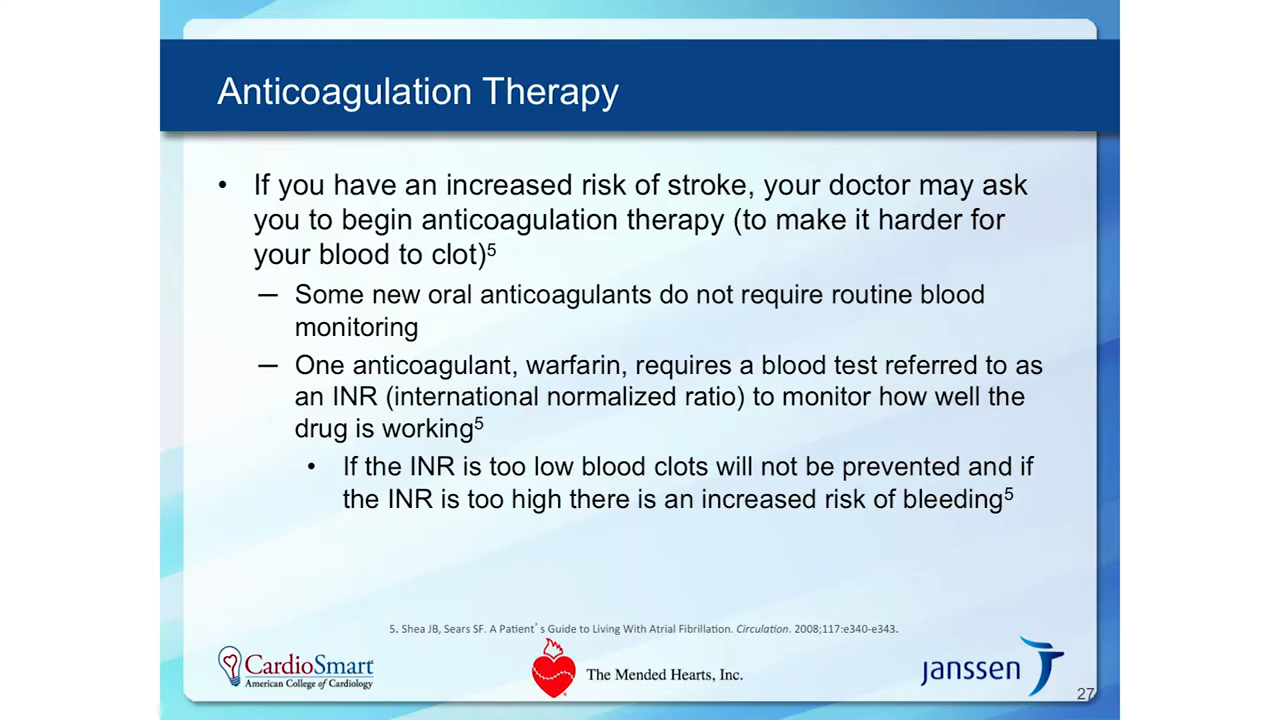 Anticoagulation Therapy
• If you have an increased risk of stroke, your doctor may ask
you to begin anticoagulation therapy (to make it harder for
your blood to clot)5
– Some new oral anticoagulants do not require routine blood
monitoring
– One anticoagulant, warfarin, requires a blood test referred to as
an INR (international normalized ratio) to monitor how well the
drug is working5
• If the INR is too low blood clots will not be prevented and if
the INR is too high there is an increased risk of bleeding5
5. Shea JB, Sears SF. A Patient's Guide to Living With Atrial Fibrillation. Circulation. 2008;117:e340-e343.
CardioSmart
American College of Cardiology
The Mended Hearts, Inc.
janssen
27